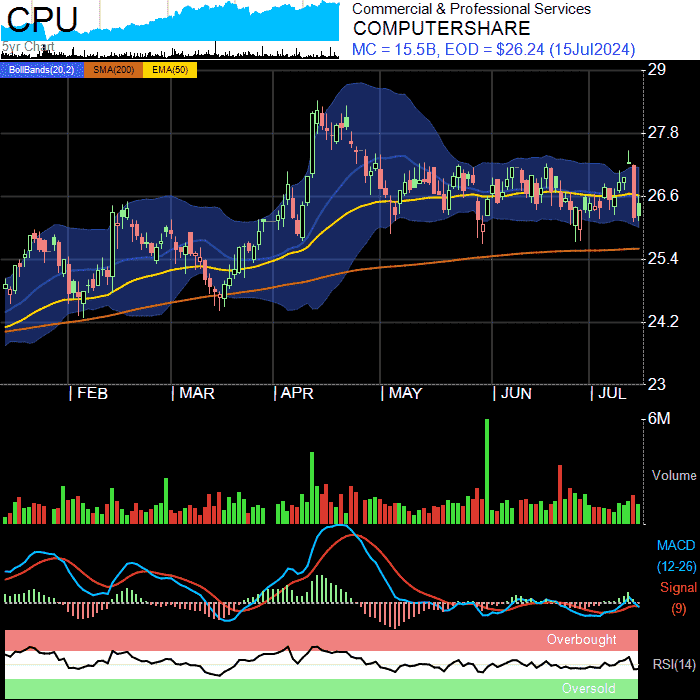 CPU
5yr Chart
Commercial & Professional Services
COMPUTERSHARE
MC = 15.5B, EOD = $26.24 (15Jul2024)
BollBands(20,2) SMA(200) EMA(50)
29
27.8
26.6
25.4
24.2
23
FEB MAR APR MAY JUN JUL
6M
Volume
MACD
(12-26)
Signal
(9)
Overbought
RSI(14)
Oversold